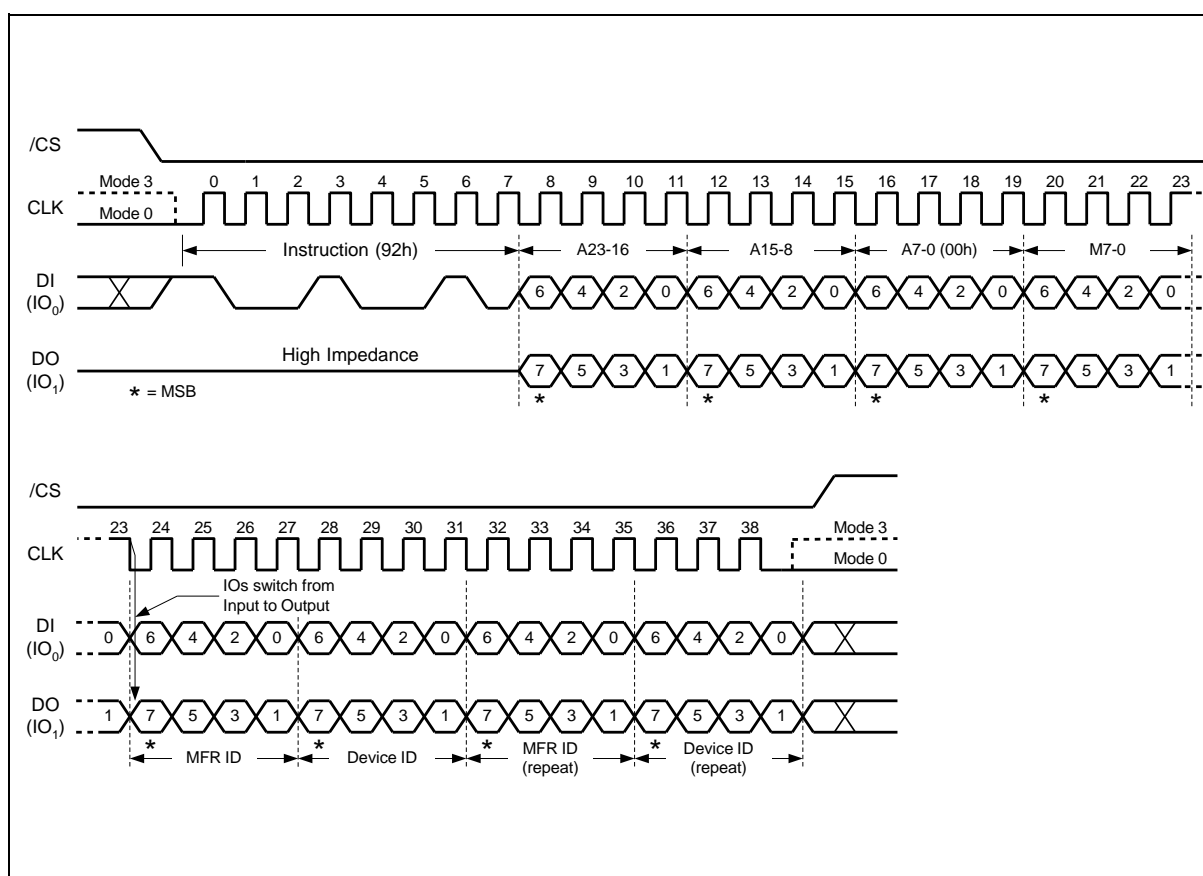 /CS
Mode 3 0 1 2 3 4 5 6 7 8 9 10 11 12 13 14 15 16 17 18 19 20 21 22 23
CLK
Mode 0
Instruction (92h) A23-16 A15-8 A7-0 (00h) M7-0
DI
(IO0)
6 4 2 0 6 4 2 0 6 4 2 0 6 4 2 0
High Impedance
DO
(IO1)
7 5 3 1 7 5 3 1 7 5 3 1 7 5 3 1
* * * *
* = MSB
/CS
23 24 25 26 27 28 29 30 31 32 33 34 35 36 37 38 Mode 3
CLK
Mode 0
IOs switch from
Input to Output
DI
(IO0)
0 6 4 2 0 6 4 2 0 6 4 2 0 6 4 2 0
DO
(IO1)
1 7 5 3 1 7 5 3 1 7 5 3 1 7 5 3 1
* * * *
MFR ID Device ID MFR ID
(repeat)
Device ID
(repeat)